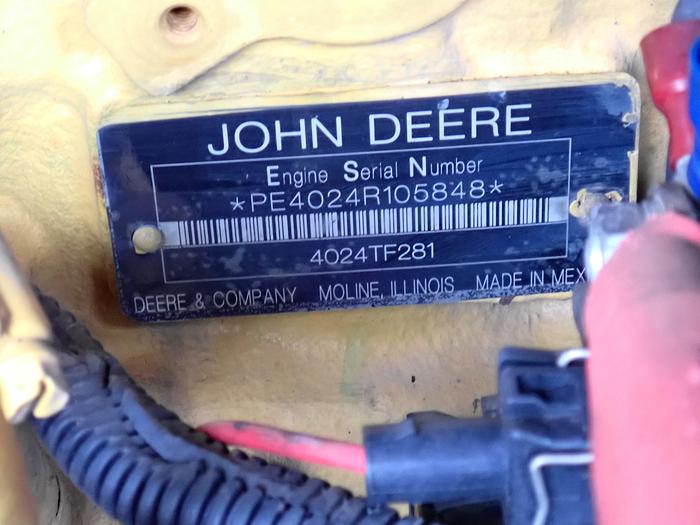 JOHN DEERE
Engine Serial Number
*PE4024R105848*
4024TF281
DEERE & COMPANY MOLINE, ILLINOIS MADE IN MEX